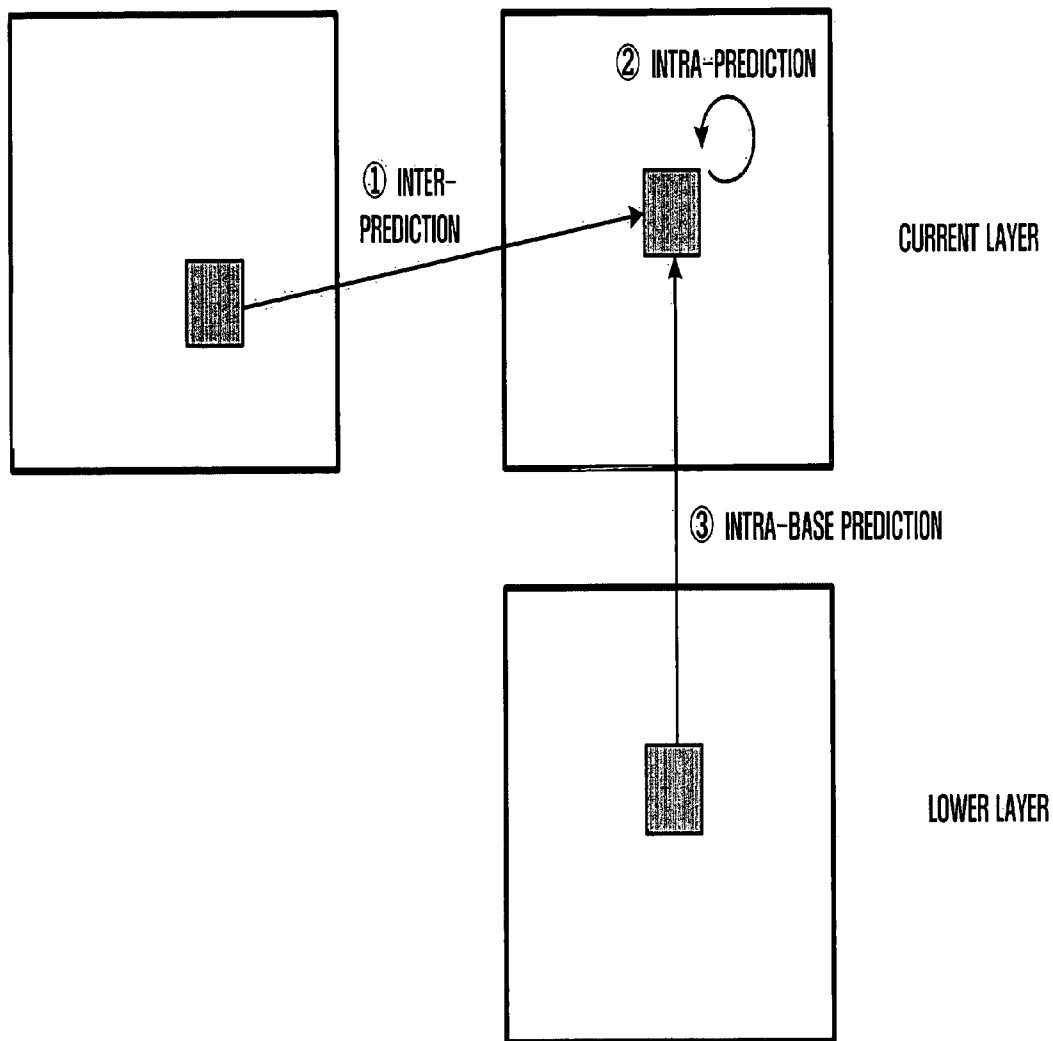 ② INTRA-PREDICTION
① INTER-
PREDICTION
CURRENT LAYER
③ INTRA-BASE PREDICTION
LOWER LAYER